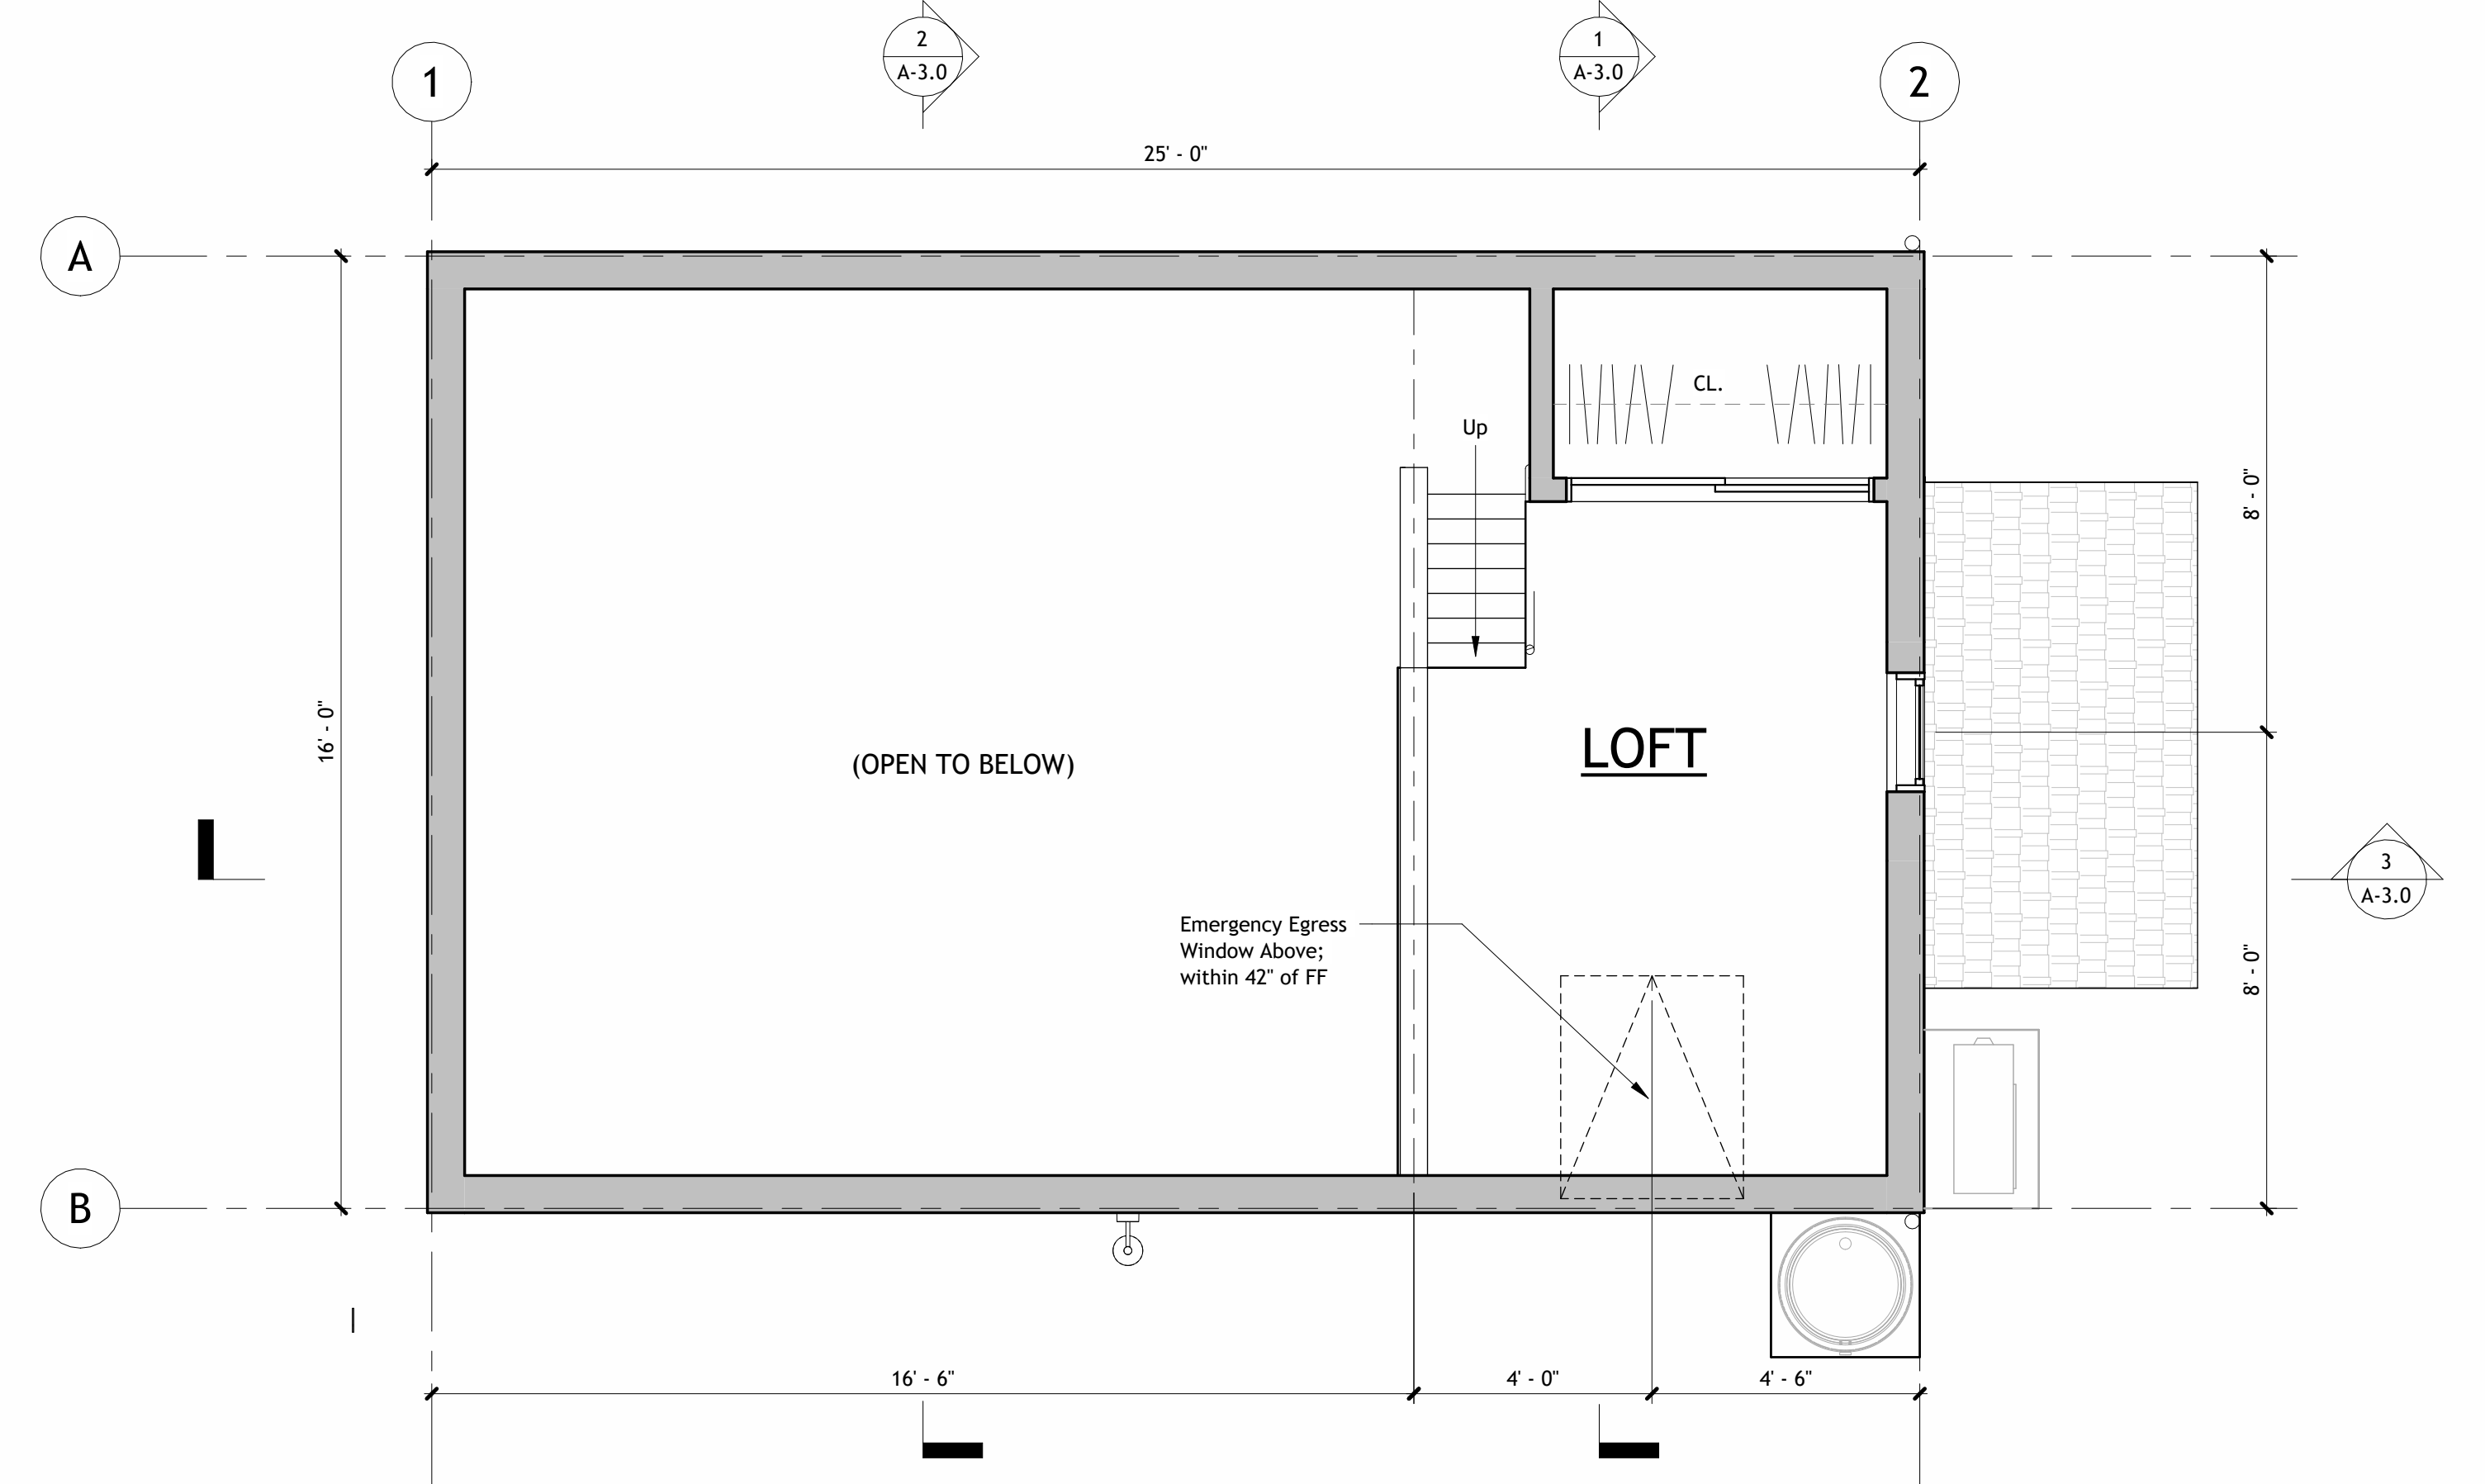 2
A-3.0
1
A-3.0
1
2
25' - 0"
A
CL.
Up
8' - 0"
16' - 0"
LOFT
(OPEN TO BELOW)
3
A-3.0
Emergency Egress
Window Above;
within 42" of FF
8' - 0"
B
16' - 6"
4' - 0"
4' - 6"